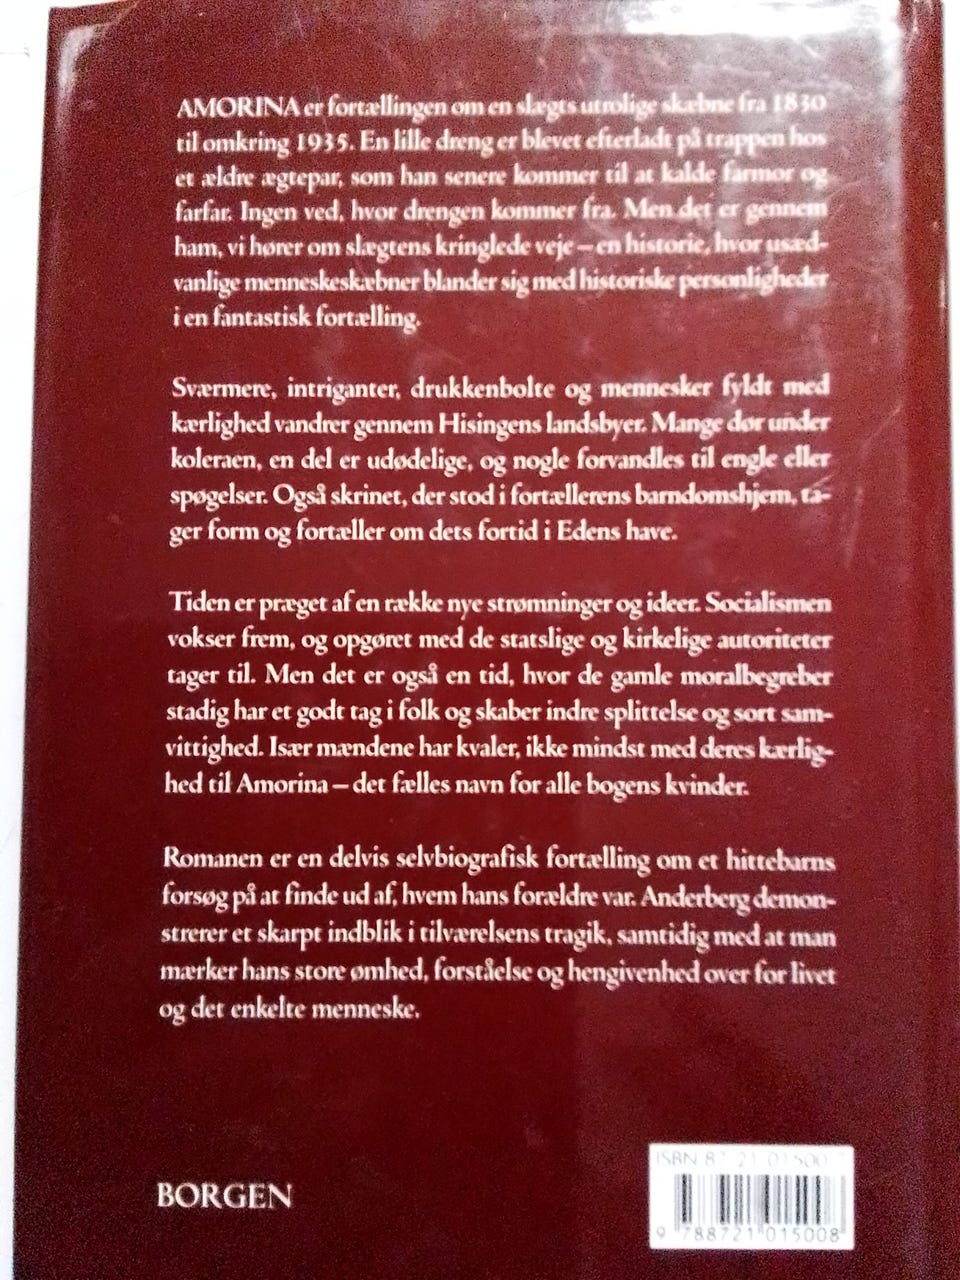 AMORINA er fortællingen om en slægts utrolige skæbne fra 1830
til omkring 1935. En lille dreng er blevet efterladt på trappen hos
et ældre ægtepar, som han senere kommer til at kalde farmor og
farfar. Ingen ved, hvor drengen kommer fra. Men det er gennem
ham, vi hører om slægtens kringlede veje – en historie, hvor usæd-
vanlige menneskeskæbner blander sig med historiske personligheder
i en fantastisk fortælling.
Sværmere, intriganter, drukkenbolte og mennesker fyldt med
kærlighed vandrer gennem Hisingens landsbyer. Mange dør under
koleraen, en del er udødelige, og nogle forvandles til engle eller
spøgelser. Også skrinet, der stod i fortællerens barndomshjem, ta-
ger form og fortæller om dets fortid i Edens have.
Tiden er præget af en række nye strømninger og ideer. Socialismen
vokser frem, og opgøret med de statslige og kirkelige autoriteter
tager til. Men det er også en tid, hvor de gamle moralbegreber
stadig har et godt tag i folk og skaber indre splittelse og sort sam-
vittighed. Især mændene har kvaler, ikke mindst med deres kærlig-
hed til Amorina – det fælles navn for alle bogens kvinder.
Romanen er en delvis selvbiografisk fortælling om et hittebarns
forsøg på at finde ud af, hvem hans forældre var. Anderberg demon-
strerer et skarpt indblik i tilværelsens tragik, samtidig med at man
mærker hans store ømhed, forståelse og hengivenhed over for livet
og det enkelte menneske.
BORGEN
ISBN 87 21 01500 7
9 788721 015008